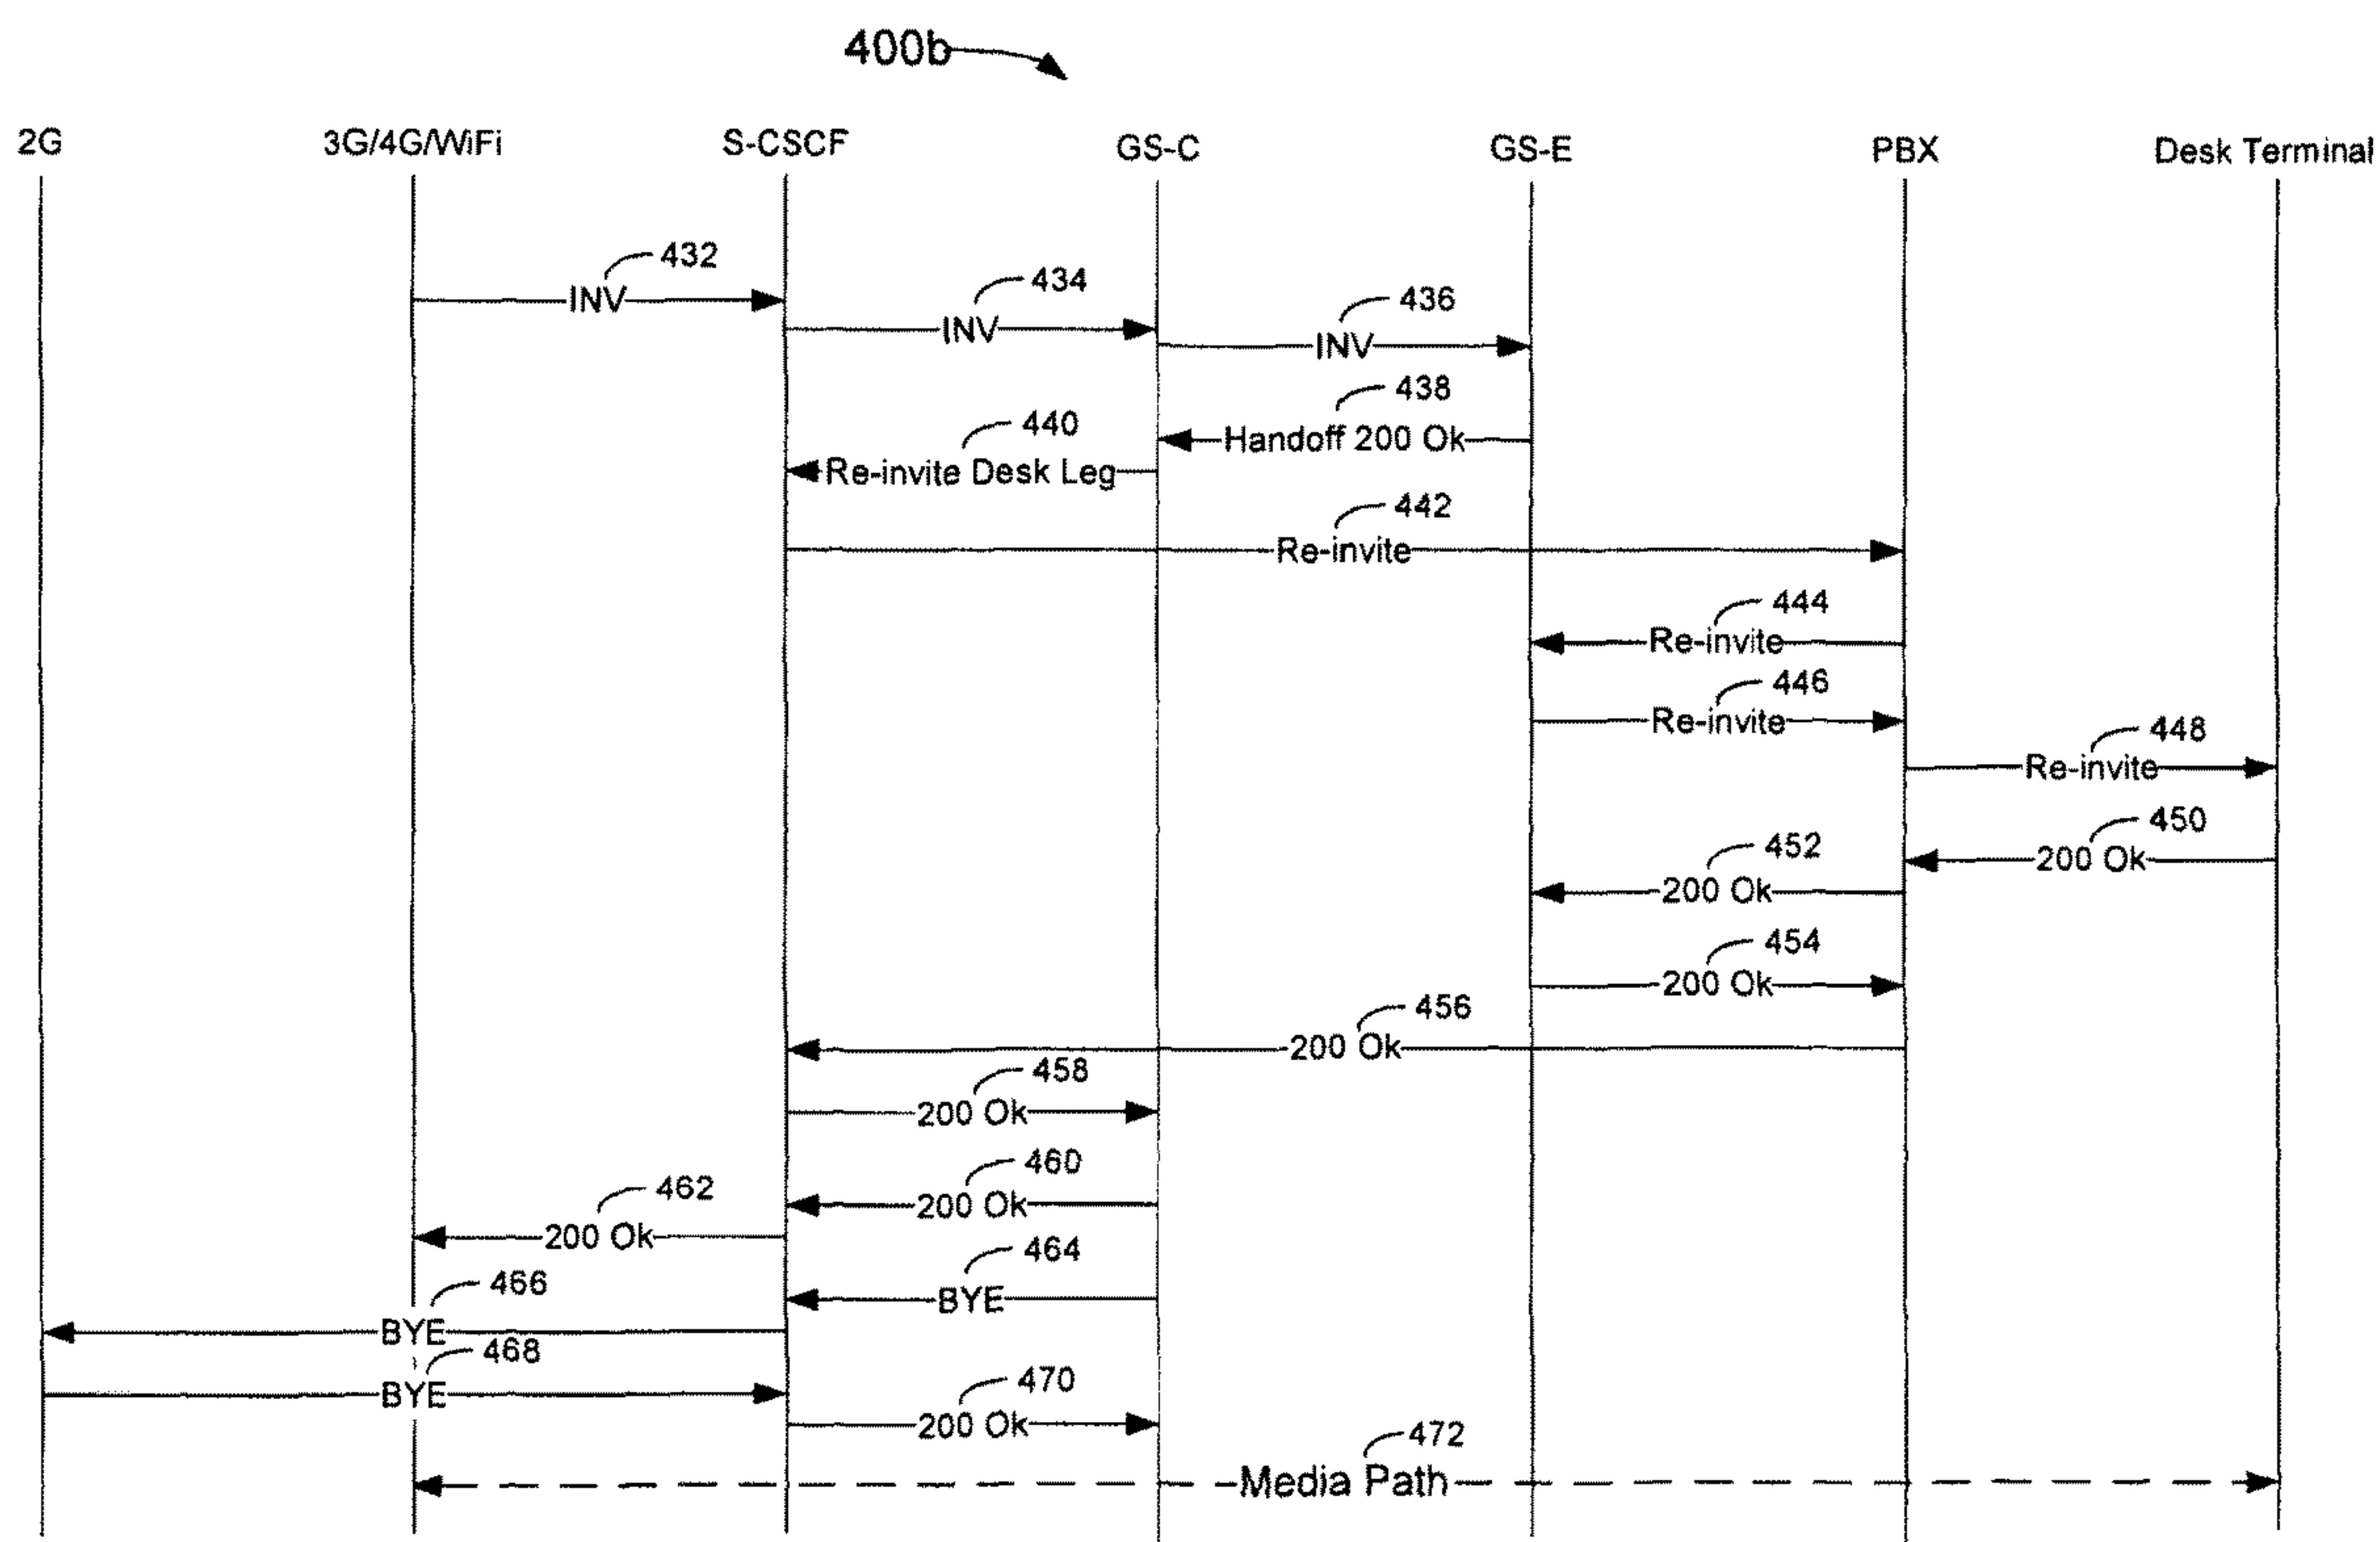 400b
2G 3G/4G/WiFi S-CSCF GS-C GS-E PBX Desk Terminal
432
INV
434
INV
436
INV
438
Handoff 200 Ok
440
Re-invite Desk Leg
442
Re-invite
444
Re-invite
446
Re-invite
448
Re-invite
450
200 Ok
452
200 Ok
454
200 Ok
456
200 Ok
458
200 Ok
460
200 Ok
462
200 Ok
464
BYE
466
BYE
468
BYE
470
200 Ok
472
Media Path